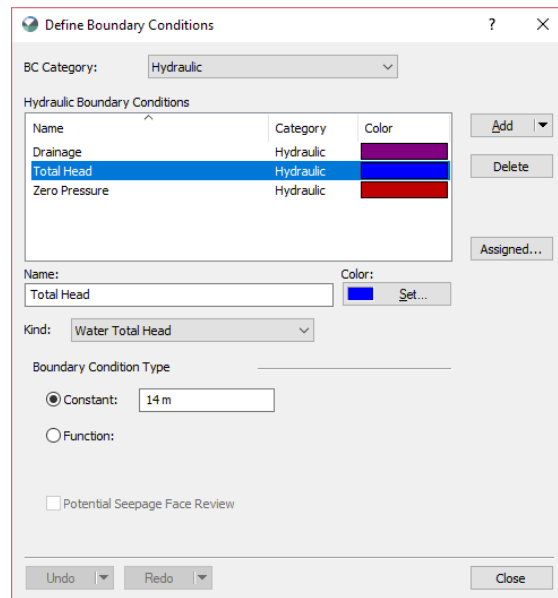 Define Boundary Conditions ? ×
BC Category: Hydraulic
Hydraulic Boundary Conditions
Name Category Color
Add
Drainage Hydraulic
Total Head Hydraulic
Delete
Zero Pressure Hydraulic
Assigned...
Name: Color:
Total Head Set...
Kind: Water Total Head
Boundary Condition Type
Constant: 14 m
Function:
Potential Seepage Face Review
Undo Redo Close